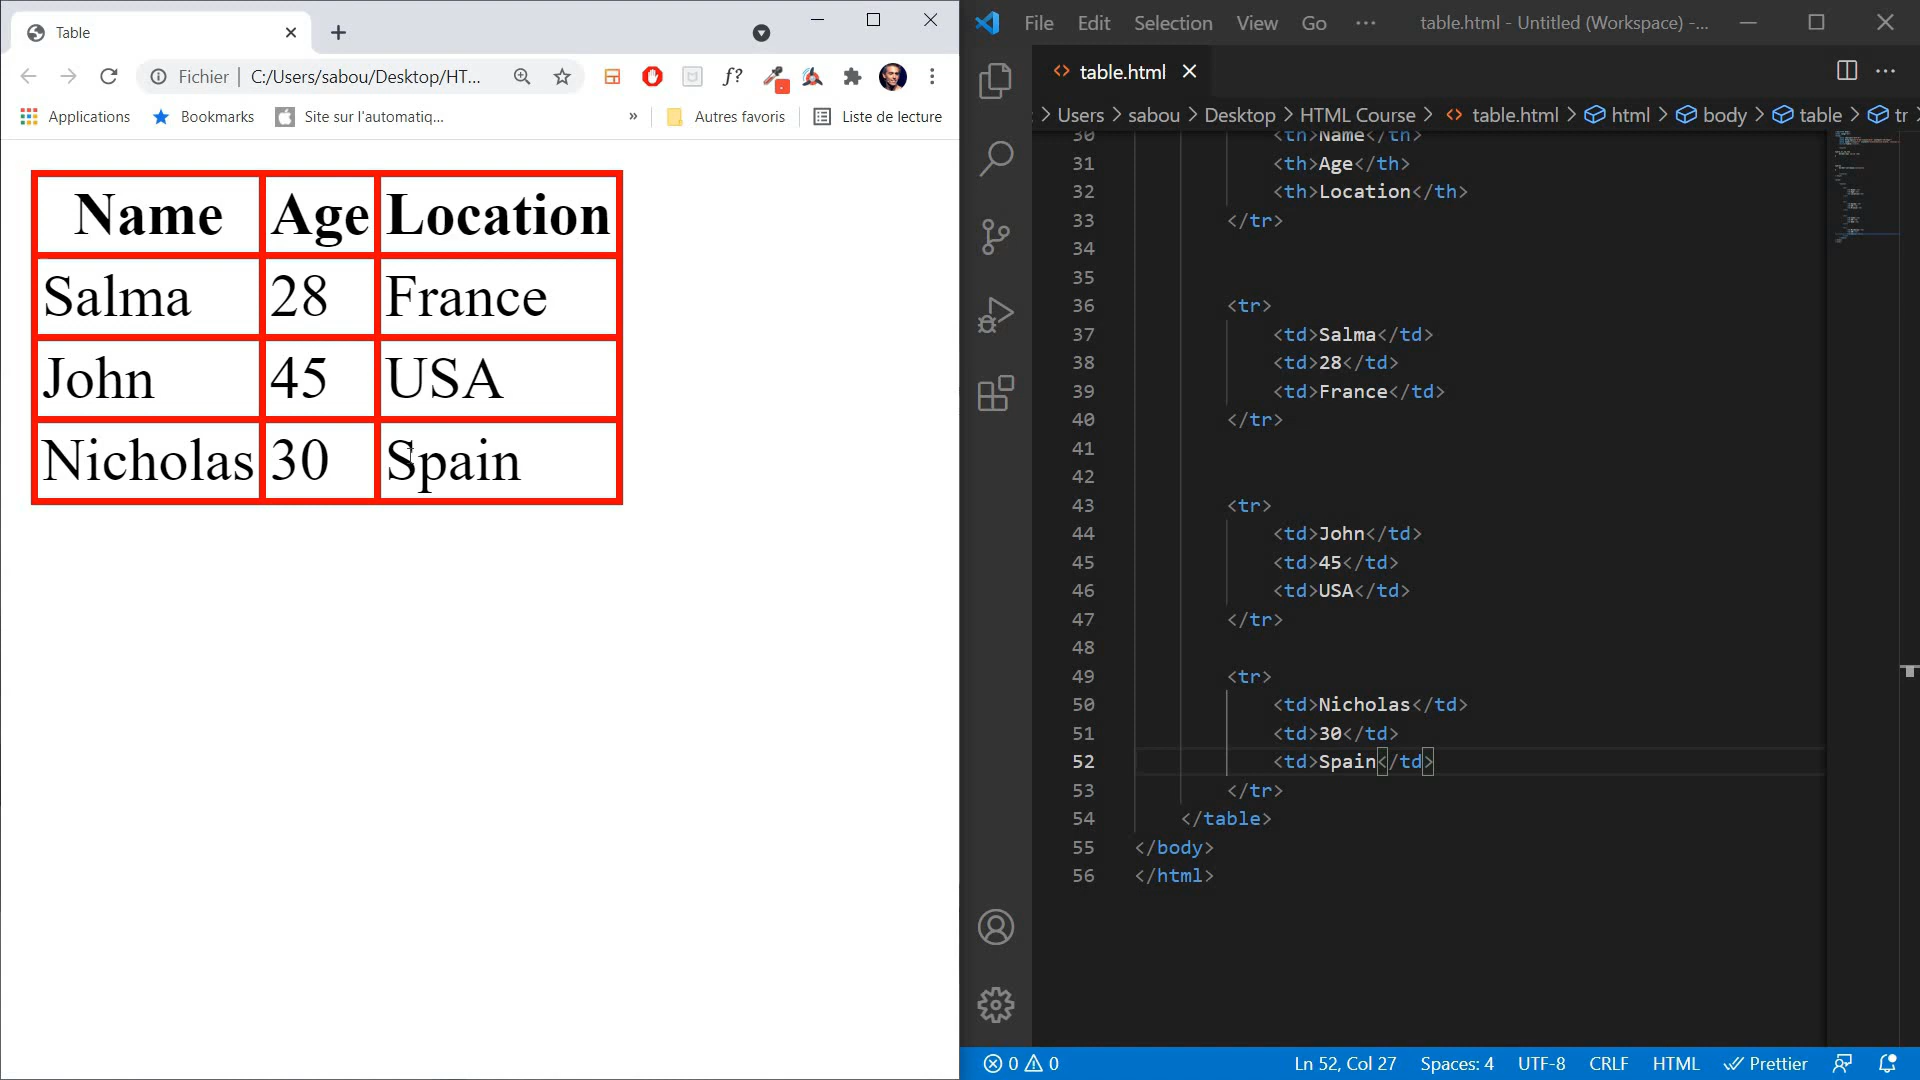 Table
Fichier | C:/Users/sabou/Desktop/HT...
f?
Applications
Bookmarks
Site sur l'automatiq...
»
Autres favoris
Liste de lecture
Name Age Location
Salma 28 France
John 45 USA
Nicholas 30 Spain
File Edit Selection View Go ··· table.html - Untitled (Workspace) -...
<> table.html
> Users > sabou > Desktop > HTML Course > <> table.html > html > body > table > tr >
30 <th>Name</th>
31 <th>Age</th>
32 <th>Location</th>
33 </tr>
34
35
36 <tr>
37 <td>Salma</td>
38 <td>28</td>
39 <td>France</td>
40 </tr>
41
42
43 <tr>
44 <td>John</td>
45 <td>45</td>
46 <td>USA</td>
47 </tr>
48
49 <tr>
50 <td>Nicholas</td>
51 <td>30</td>
52 <td>Spain</td>
53 </tr>
54 </table>
55 </body>
56 </html>
0 0 Ln 52, Col 27 Spaces: 4 UTF-8 CRLF HTML Prettier